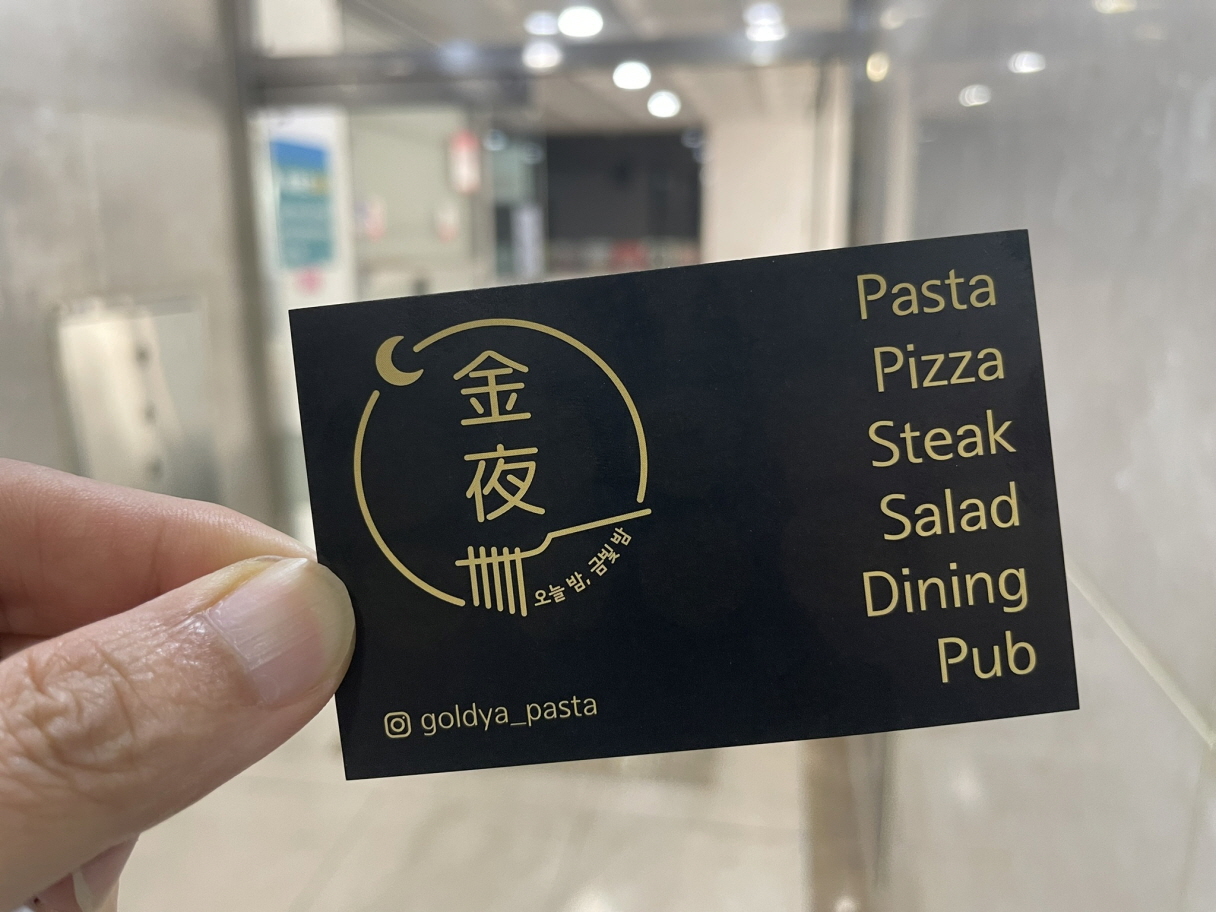 金
夜
오늘 밤, 금빛 밤
goldya_pasta
Pasta
Pizza
Steak
Salad
Dining
Pub